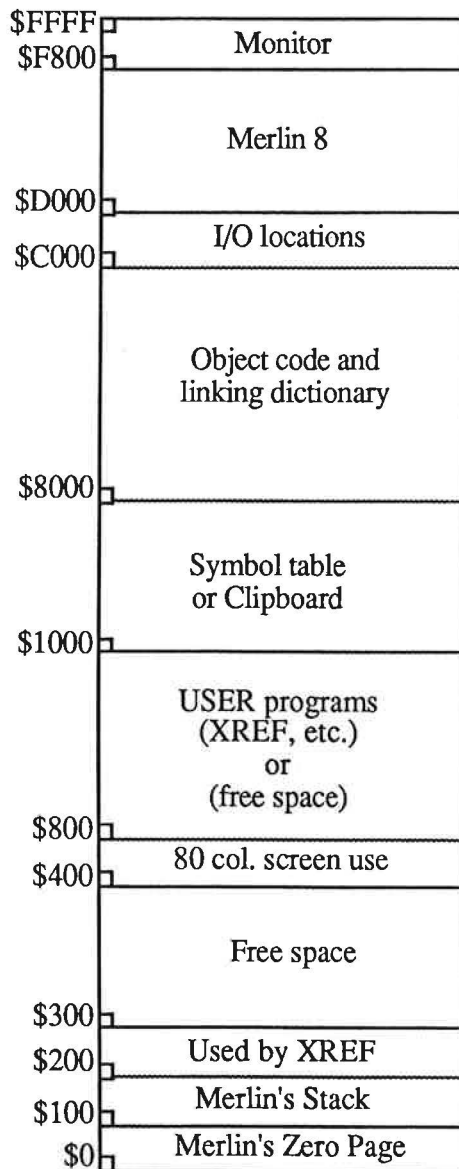 $FFFF
Monitor
$F800
Merlin 8
$D000
I/O locations
$C000
Object code and
linking dictionary
$8000
Symbol table
or Clipboard
$1000
USER programs
(XREF, etc.)
or
(free space)
$800
80 col. screen use
$400
Free space
$300
Used by XREF
$200
Merlin's Stack
$100
Merlin's Zero Page
$0